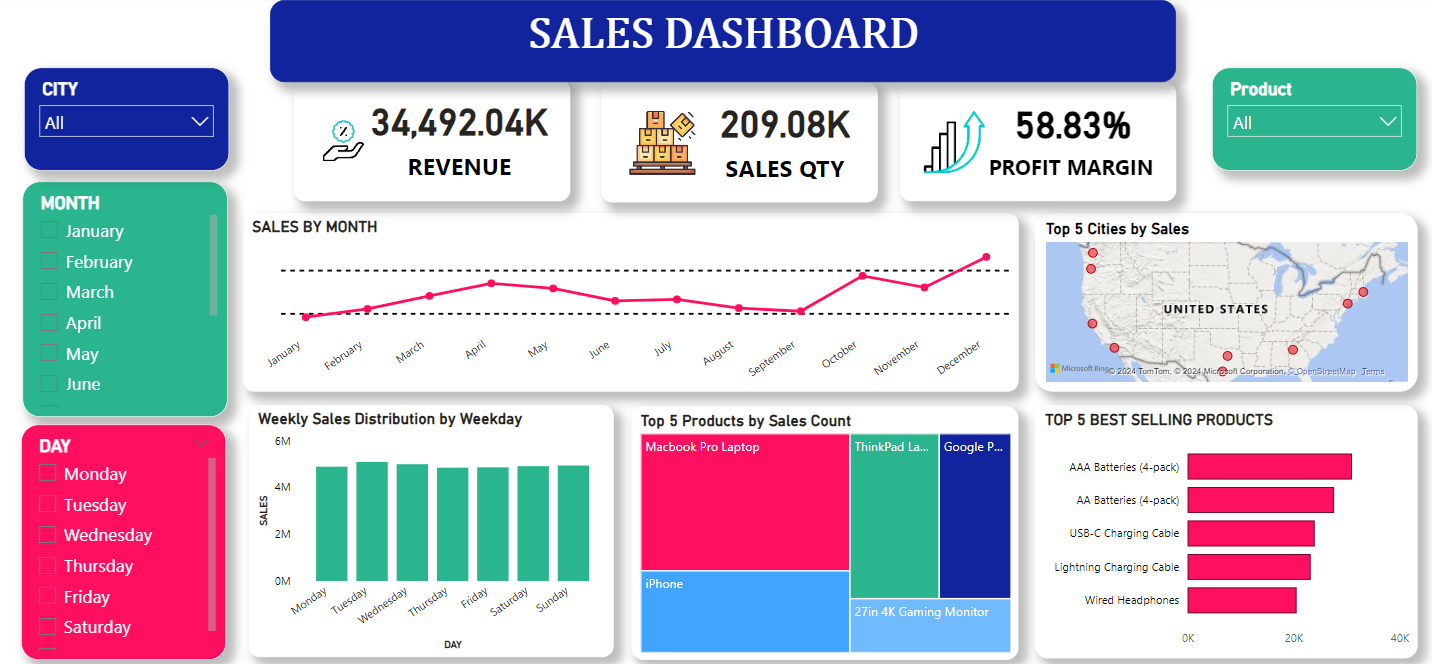 SALES DASHBOARD
CITY
All
Product
All
34,492.04K
REVENUE
209.08K
SALES QTY
58.83%
PROFIT MARGIN
MONTH
January
February
March
April
May
June
DAY
Monday
Tuesday
Wednesday
Thursday
Friday
Saturday
SALES BY MONTH
January
February
March
April
May
June
July
August
September
October
November
December
Top 5 Cities by Sales
UNITED STATES
Microsoft Bing
© 2024 TomTom, © 2024 Microsoft Corporation, © OpenStreetMap Terms
Weekly Sales Distribution by Weekday
6M
4M
2M
0M
SALES
Monday
Tuesday
Wednesday
Thursday
Friday
Saturday
Sunday
DAY
Top 5 Products by Sales Count
Macbook Pro Laptop
ThinkPad La...
Google P...
iPhone
27in 4K Gaming Monitor
TOP 5 BEST SELLING PRODUCTS
AAA Batteries (4-pack)
AA Batteries (4-pack)
USB-C Charging Cable
Lightning Charging Cable
Wired Headphones
0K 20K 40K